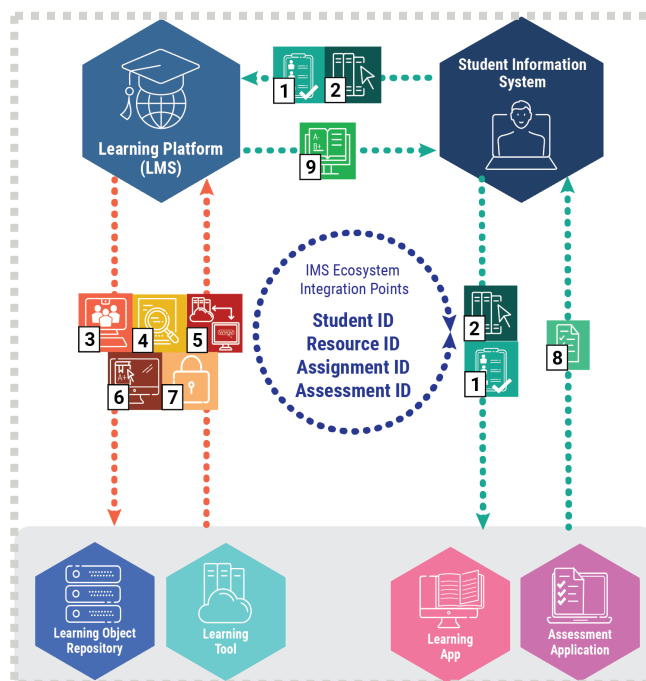 Learning Platform
(LMS)
1
2
Student Information
System
A-
B+
9
IMS Ecosystem
Integration Points
Student ID
Resource ID
Assignment ID
Assessment ID
3
4
5
A+
6
7
2
1
8
Learning Object
Repository
Learning
Tool
Learning
App
Assessment
Application